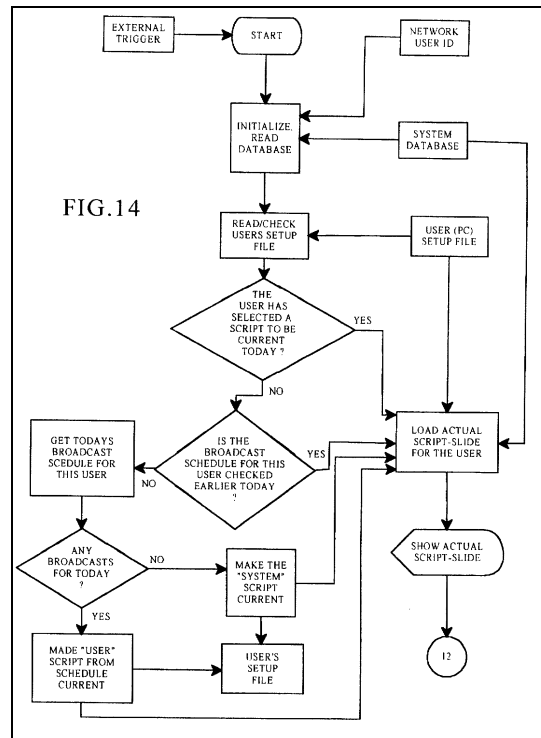 EXTERNAL
TRIGGER
START
NETWORK
USER ID
INITIALIZE,
READ
DATABASE
SYSTEM
DATABASE
FIG.14
READ/CHECK
USERS SETUP
FILE
USER (PC)
SETUP FILE
THE
USER HAS
SELECTED A
SCRIPT TO BE
CURRENT
TODAY ?
YES
NO
GET TODAYS
BROADCAST
SCEDULE FOR
THIS USER
NO
IS THE
BROADCAST
SCHEDULE FOR THIS
USER CHECKED
EARLIER TODAY
?
YES
LOAD ACTUAL
SCRIPT-SLIDE
FOR THE USER
ANY
BROADCASTS
FOR TODAY
?
NO
MAKE THE
"SYSTEM"
SCRIPT
CURRENT
SHOW ACTUAL
SCRIPT-SLIDE
YES
MADE "USER"
SCRIPT FROM
SCHEDULE
CURRENT
USER'S
SETUP
FILE
12